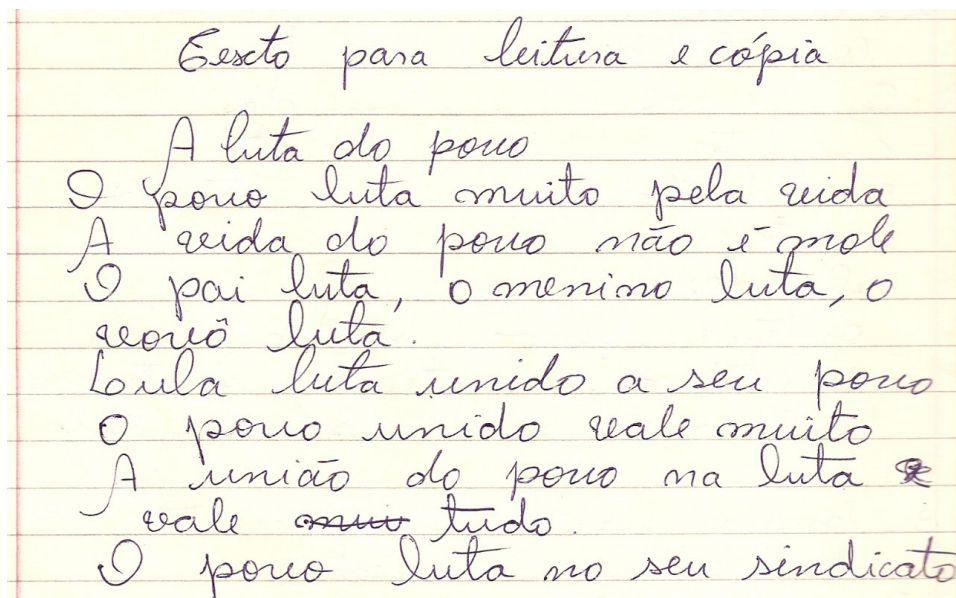 Texto para leitura e cópia
A luta do povo
O povo luta muito pela vida
A vida do povo não é mole
O pai luta, o menino luta, o
vovô luta.
Lula luta unido a seu povo
O povo unido vale muito
A união do povo na luta
vale tudo.
O povo luta no seu sindicato